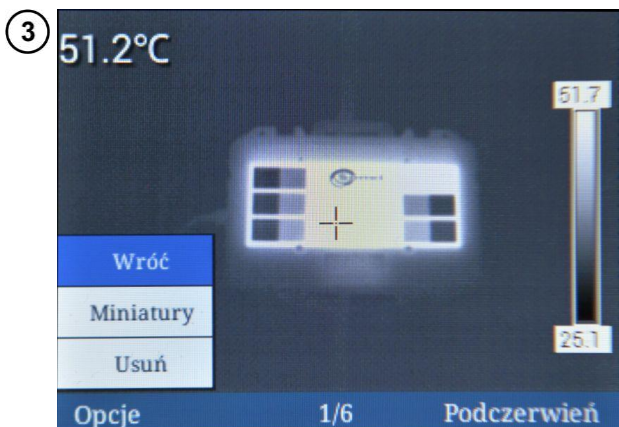 3
51.2°C
51.7
25.1
Wróć
Miniatury
Usuń
Opcje 1/6 Podczerwień